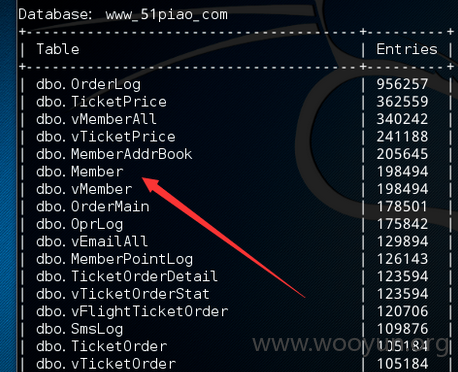 Database: www_51piao_com
+------------------------------------------+---------+
| Table | Entries |
+------------------------------------------+---------+
| dbo.OrderLog | 956257
| dbo.TicketPrice | 362559
| dbo.vMemberAll | 340242
| dbo.vTicketPrice | 241188
| dbo.MemberAddrBook | 205645
| dbo.Member | 198494
| dbo.vMember | 198494
| dbo.OrderMain | 178501
| dbo.OprLog | 175842
| dbo.vEmailAll | 129894
| dbo.MemberPointLog | 126143
| dbo.TicketOrderDetail | 123594
| dbo.vTicketOrderStat | 123594
| dbo.vFlightTicketOrder | 120706
| dbo.SmsLog | 109876
| dbo.TicketOrder | 105184
| dbo.vTicketOrder | 105184
www.wooyun.org